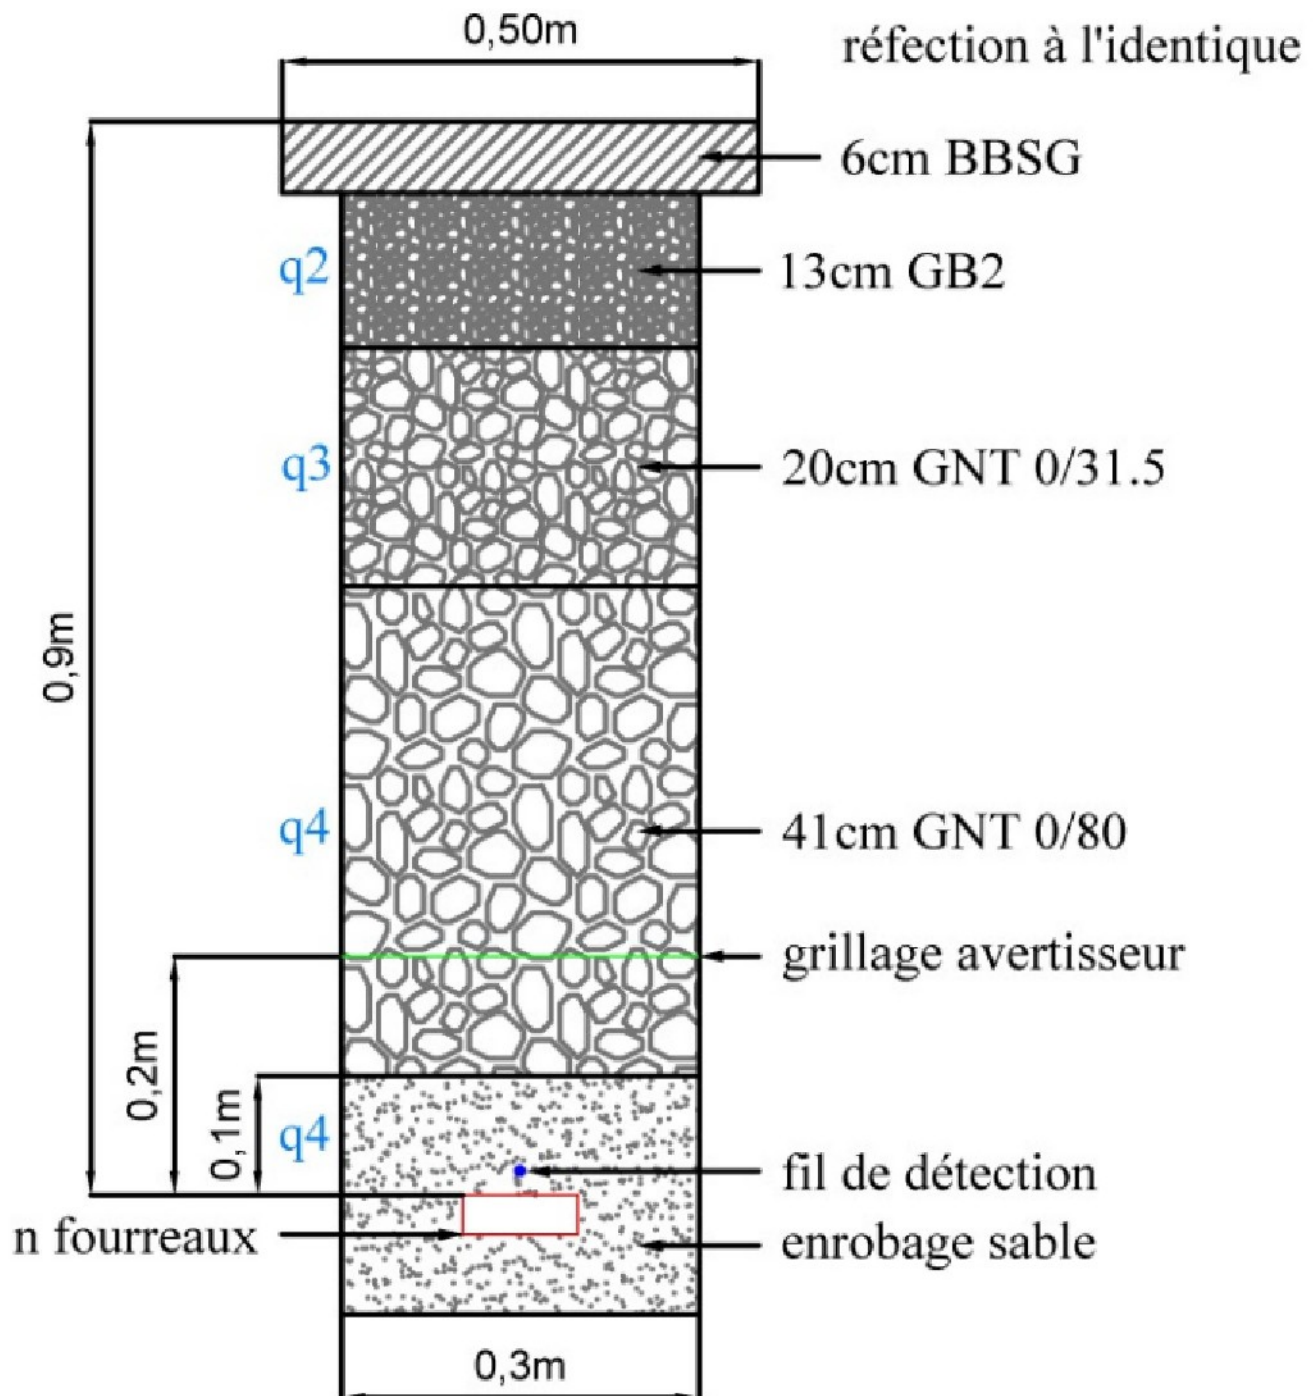 0,50m
réfection à l'identique
6cm BBSG
q2
13cm GB2
q3
20cm GNT 0/31.5
0,9m
q4
41cm GNT 0/80
grillage avertisseur
0,2m
0,1m
q4
fil de détection
n fourreaux
enrobage sable
0,3m